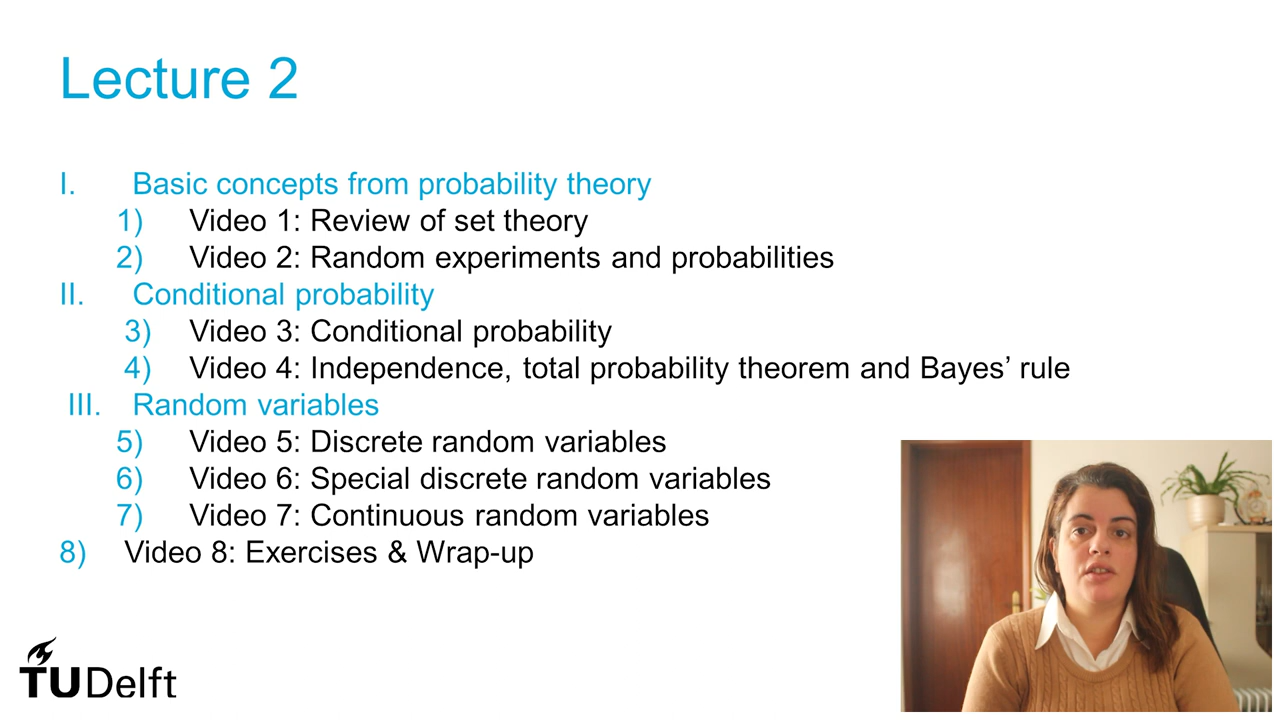 Lecture 2
I. Basic concepts from probability theory
1) Video 1: Review of set theory
2) Video 2: Random experiments and probabilities
II. Conditional probability
3) Video 3: Conditional probability
4) Video 4: Independence, total probability theorem and Bayes’ rule
III. Random variables
5) Video 5: Discrete random variables
6) Video 6: Special discrete random variables
7) Video 7: Continuous random variables
8) Video 8: Exercises & Wrap-up
TUDelft